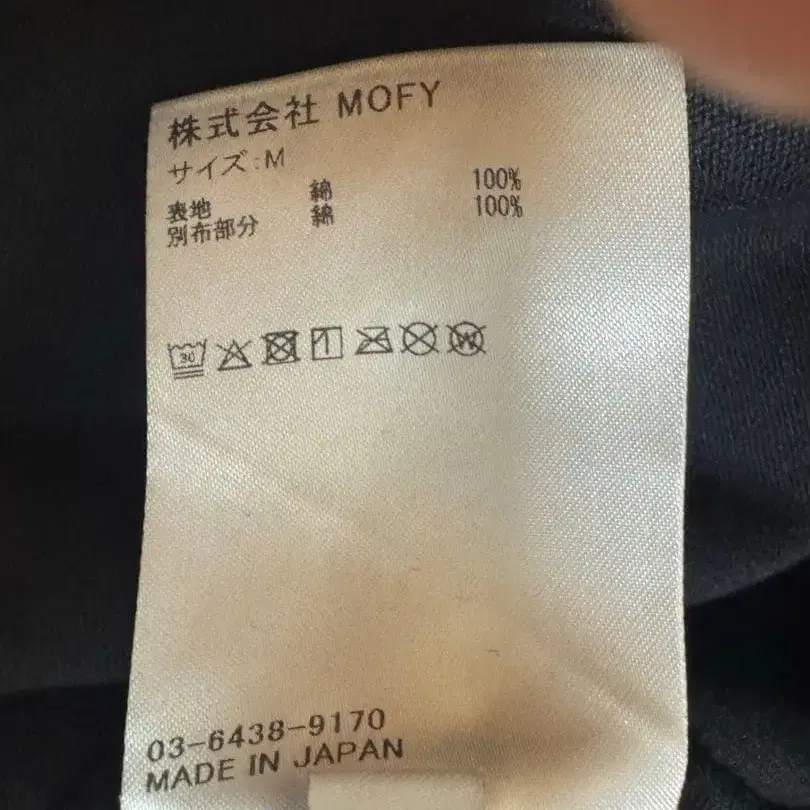 株式会社 MOFY
サイズ:M
表地 綿 100%
別布部分 綿 100%
30
W
03-6438-9170
MADE IN JAPAN